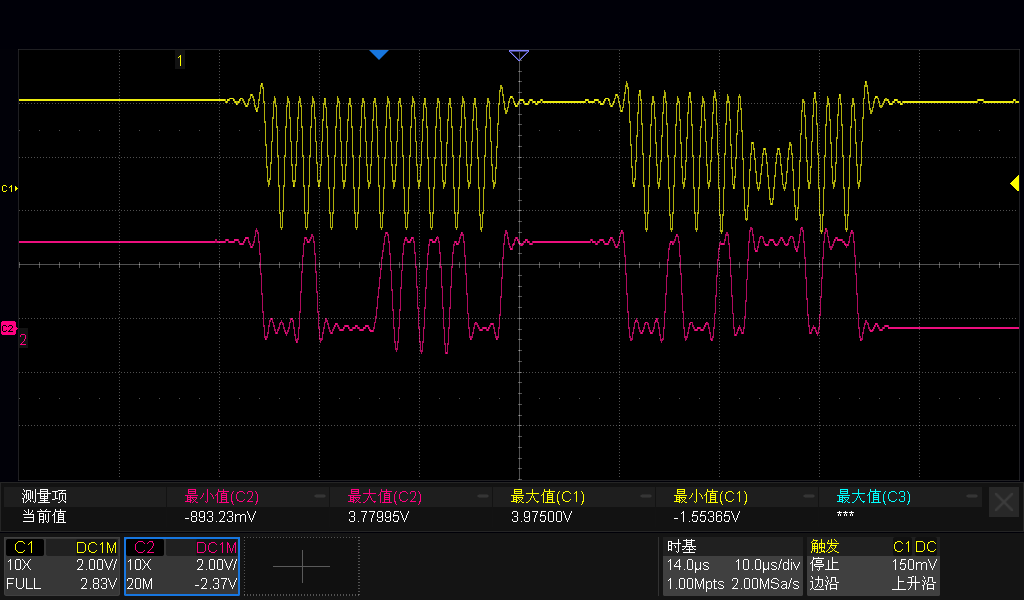 1
C1
C2
2
测量项 最小值(C2) 最大值(C2) 最大值(C1) 最小值(C1) 最大值(C3)
当前值 -893.23mV 3.77995V 3.97500V -1.55365V ***
C1 DC1M C2 DC1M 时基 触发 C1 DC
10X 2.00V/ 10X 2.00V/ 14.0µs 10.0µs/div 停止 150mV
FULL 2.83V 20M -2.37V 1.00Mpts 2.00MSa/s 边沿 上升沿